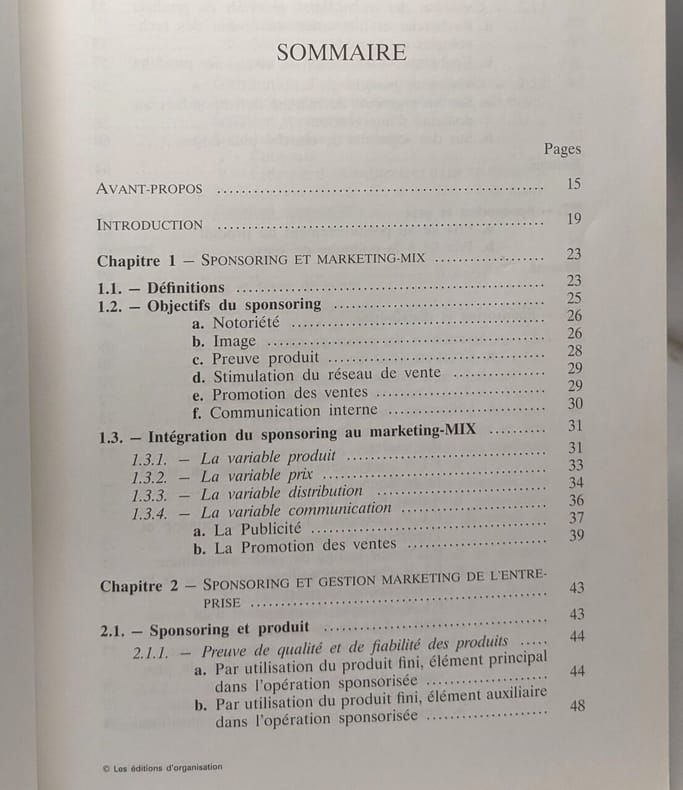 SOMMAIRE
Pages
AVANT-PROPOS .......... 15
INTRODUCTION .......... 19
Chapitre 1 — SPONSORING ET MARKETING-MIX .......... 23
1.1. — Définitions .......... 23
1.2. — Objectifs du sponsoring .......... 25
a. Notoriété .......... 26
b. Image .......... 26
c. Preuve produit .......... 28
d. Stimulation du réseau de vente .......... 29
e. Promotion des ventes .......... 29
f. Communication interne .......... 30
1.3. — Intégration du sponsoring au marketing-MIX .......... 31
1.3.1. — La variable produit .......... 31
1.3.2. — La variable prix .......... 33
1.3.3. — La variable distribution .......... 34
1.3.4. — La variable communication .......... 36
a. La Publicité .......... 37
b. La Promotion des ventes .......... 39
Chapitre 2 — SPONSORING ET GESTION MARKETING DE L'ENTRE-
PRISE .......... 43
2.1. — Sponsoring et produit .......... 43
2.1.1. — Preuve de qualité et de fiabilité des produits ..... 44
a. Par utilisation du produit fini, élément principal
dans l'opération sponsorisée .......... 44
b. Par utilisation du produit fini, élément auxiliaire
dans l'opération sponsorisée .......... 48
© Les éditions d'organisation